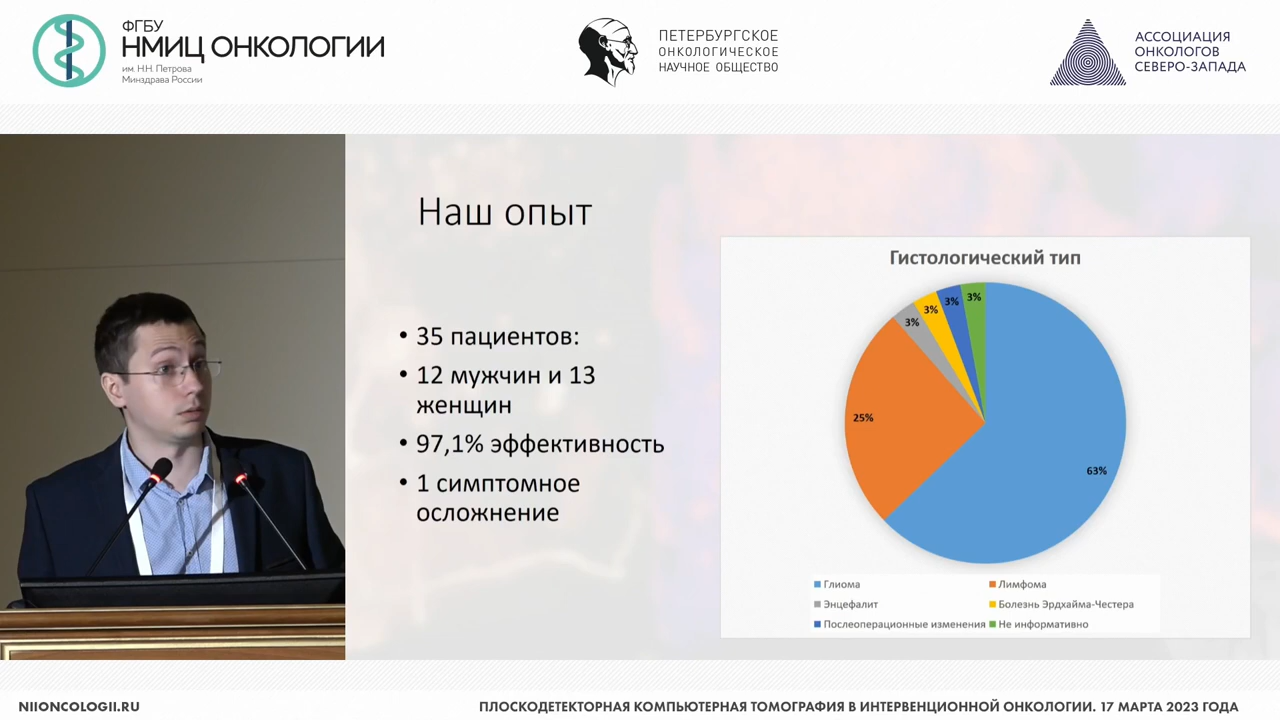 ФГБУ
НМИЦ ОНКОЛОГИИ
им. Н.Н. Петрова
Минздрава России
ПЕТЕРБУРГСКОЕ
ОНКОЛОГИЧЕСКОЕ
НАУЧНОЕ ОБЩЕСТВО
АССОЦИАЦИЯ
ОНКОЛОГОВ
СЕВЕРО-ЗАПАДА
Наш опыт
• 35 пациентов:
• 12 мужчин и 13
женщин
• 97,1% эффективность
• 1 симптомное
осложнение
Гистологический тип
3%
3%
3%
3%
25%
63%
Глиома
Лимфома
Энцефалит
Болезнь Эрдхайма-Честера
Послеоперационные изменения
Не информативно
NIIONCOLOGII.RU
ПЛОСКОДЕТЕКТОРНАЯ КОМПЬЮТЕРНАЯ ТОМОГРАФИЯ В ИНТЕРВЕНЦИОННОЙ ОНКОЛОГИИ. 17 МАРТА 2023 ГОДА